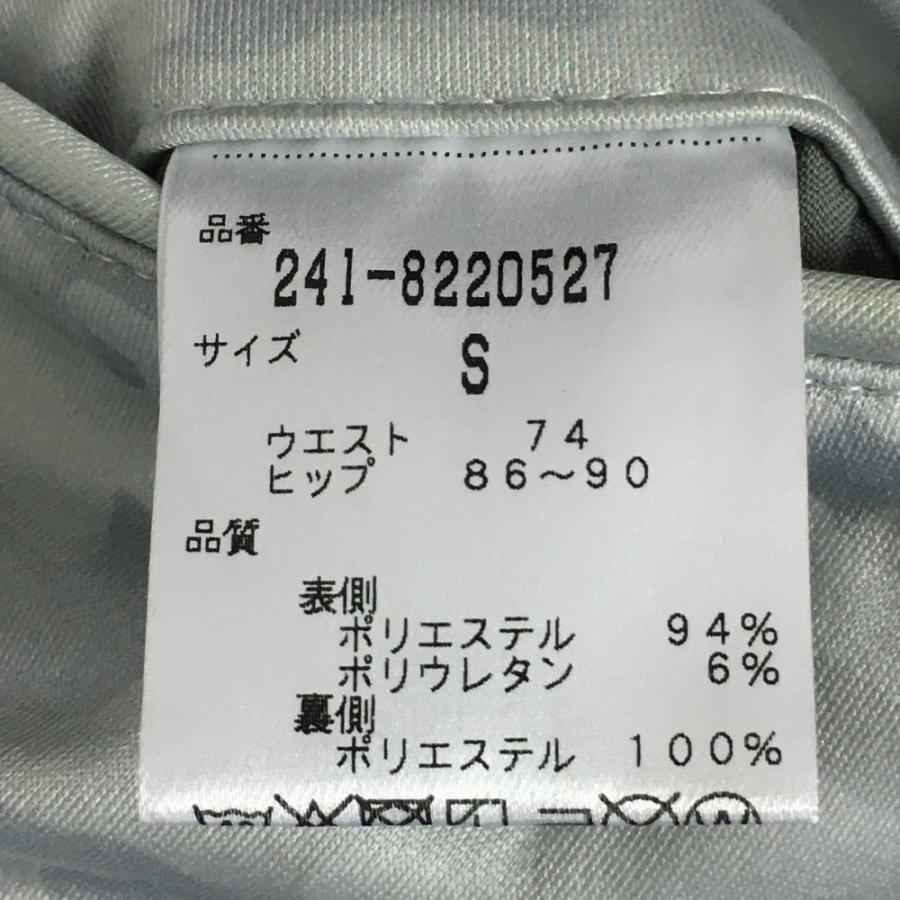 品番
241-8220527
サイズ S
ウエスト 74
ヒップ 86～90
品質
表側
ポリエステル 94%
ポリウレタン 6%
裏側
ポリエステル 100%